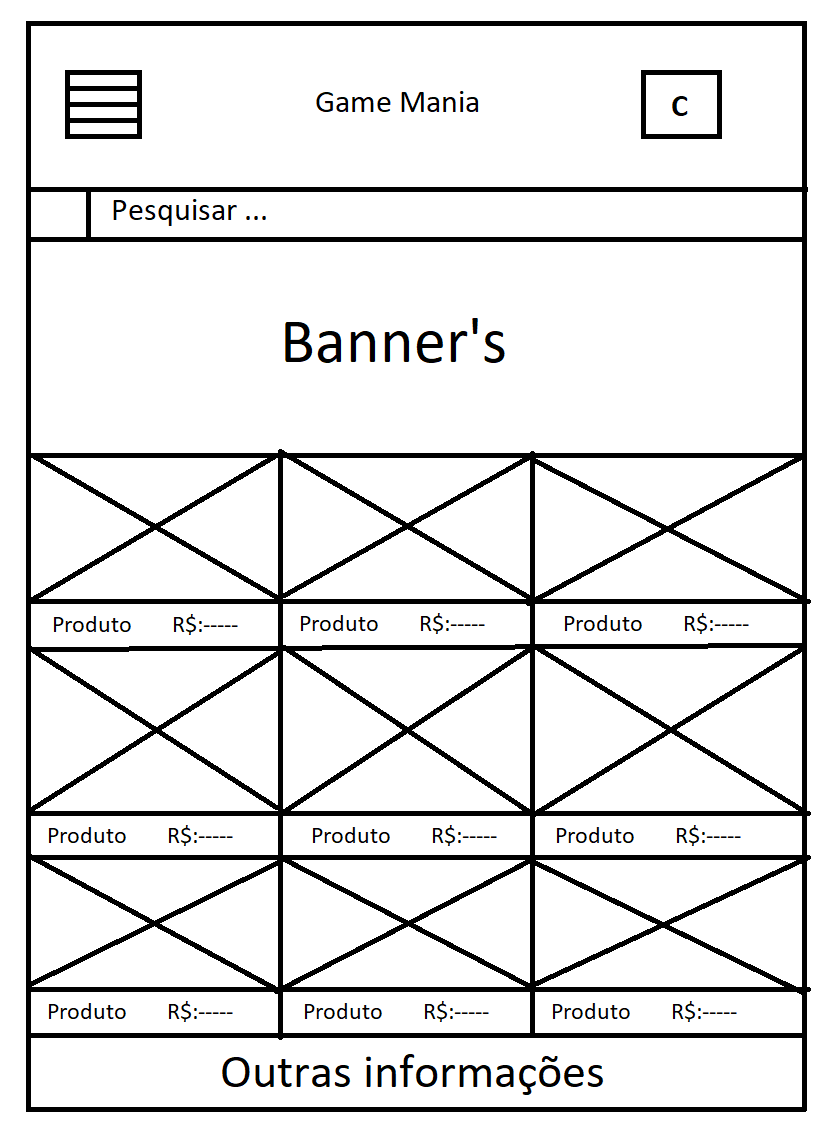 Game Mania
C
Pesquisar ...
Banner's
Produto R$:-----
Produto R$:-----
Produto R$:-----
Produto R$:-----
Produto R$:-----
Produto R$:-----
Produto R$:-----
Produto R$:-----
Produto R$:-----
Outras informações